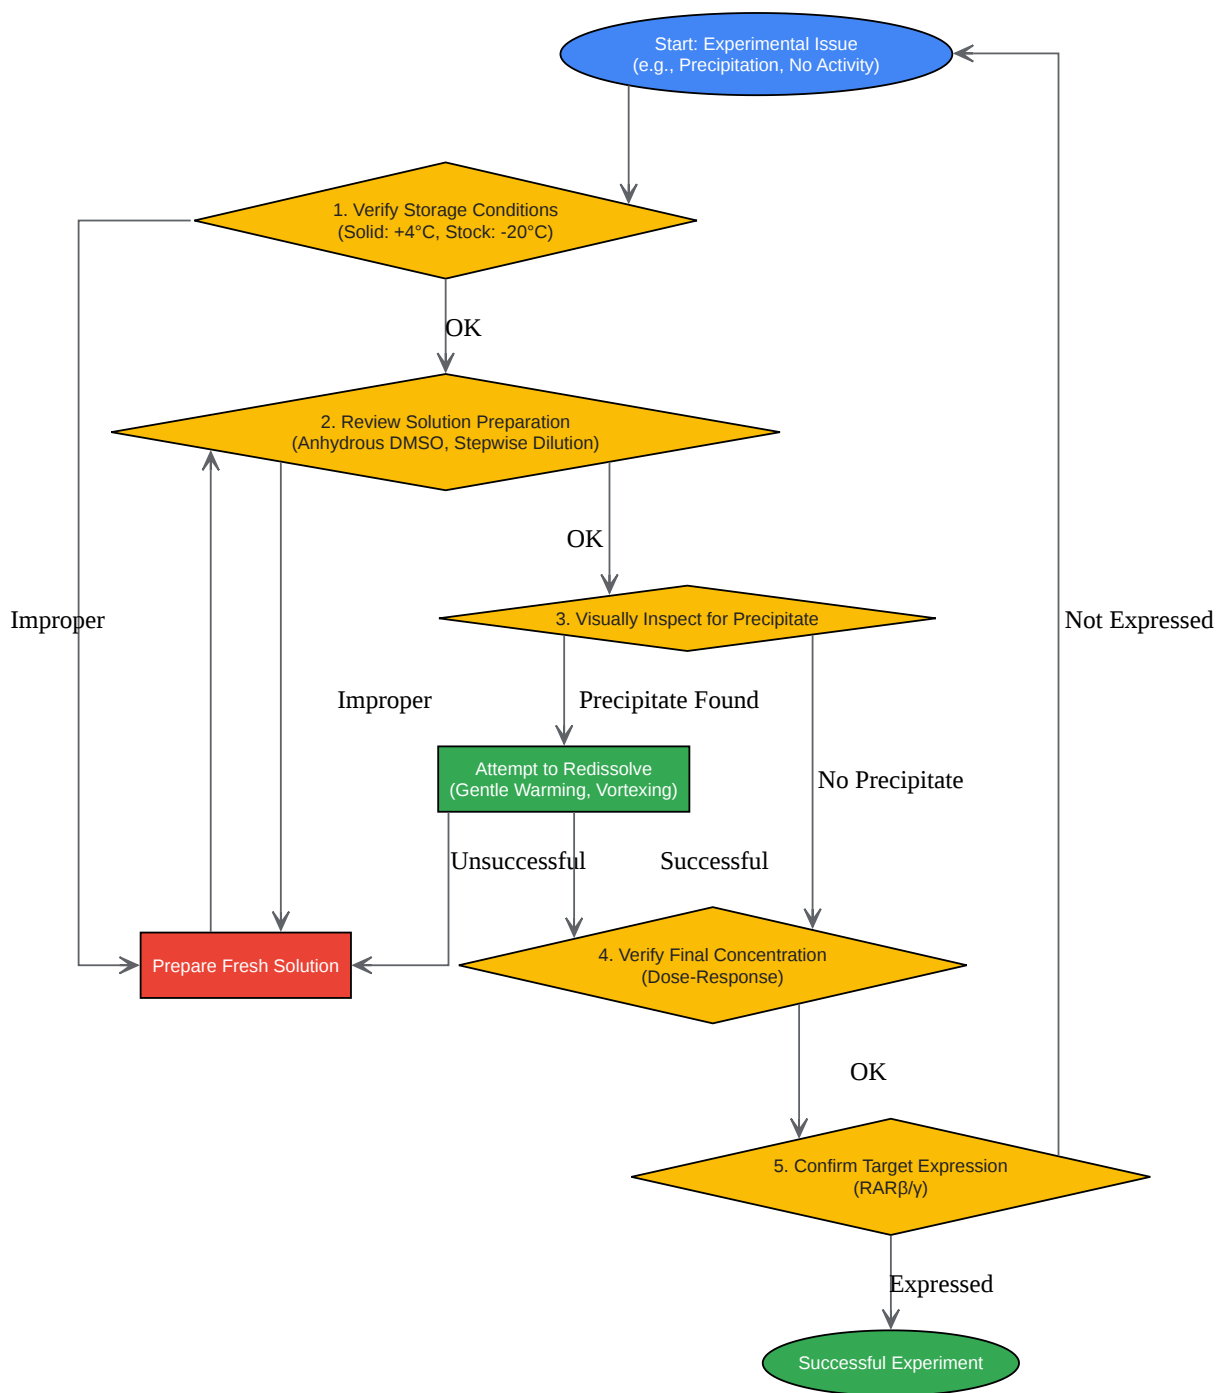 Start: Experimental Issue
(e.g., Precipitation, No Activity)
1. Verify Storage Conditions
(Solid: +4°C, Stock: -20°C)
OK
2. Review Solution Preparation
(Anhydrous DMSO, Stepwise Dilution)
OK
Improper
3. Visually Inspect for Precipitate
Not Expressed
Improper
Precipitate Found
Attempt to Redissolve
(Gentle Warming, Vortexing)
No Precipitate
Unsuccessful
Successful
Prepare Fresh Solution
4. Verify Final Concentration
(Dose-Response)
OK
5. Confirm Target Expression
(RARβ/γ)
Expressed
Successful Experiment